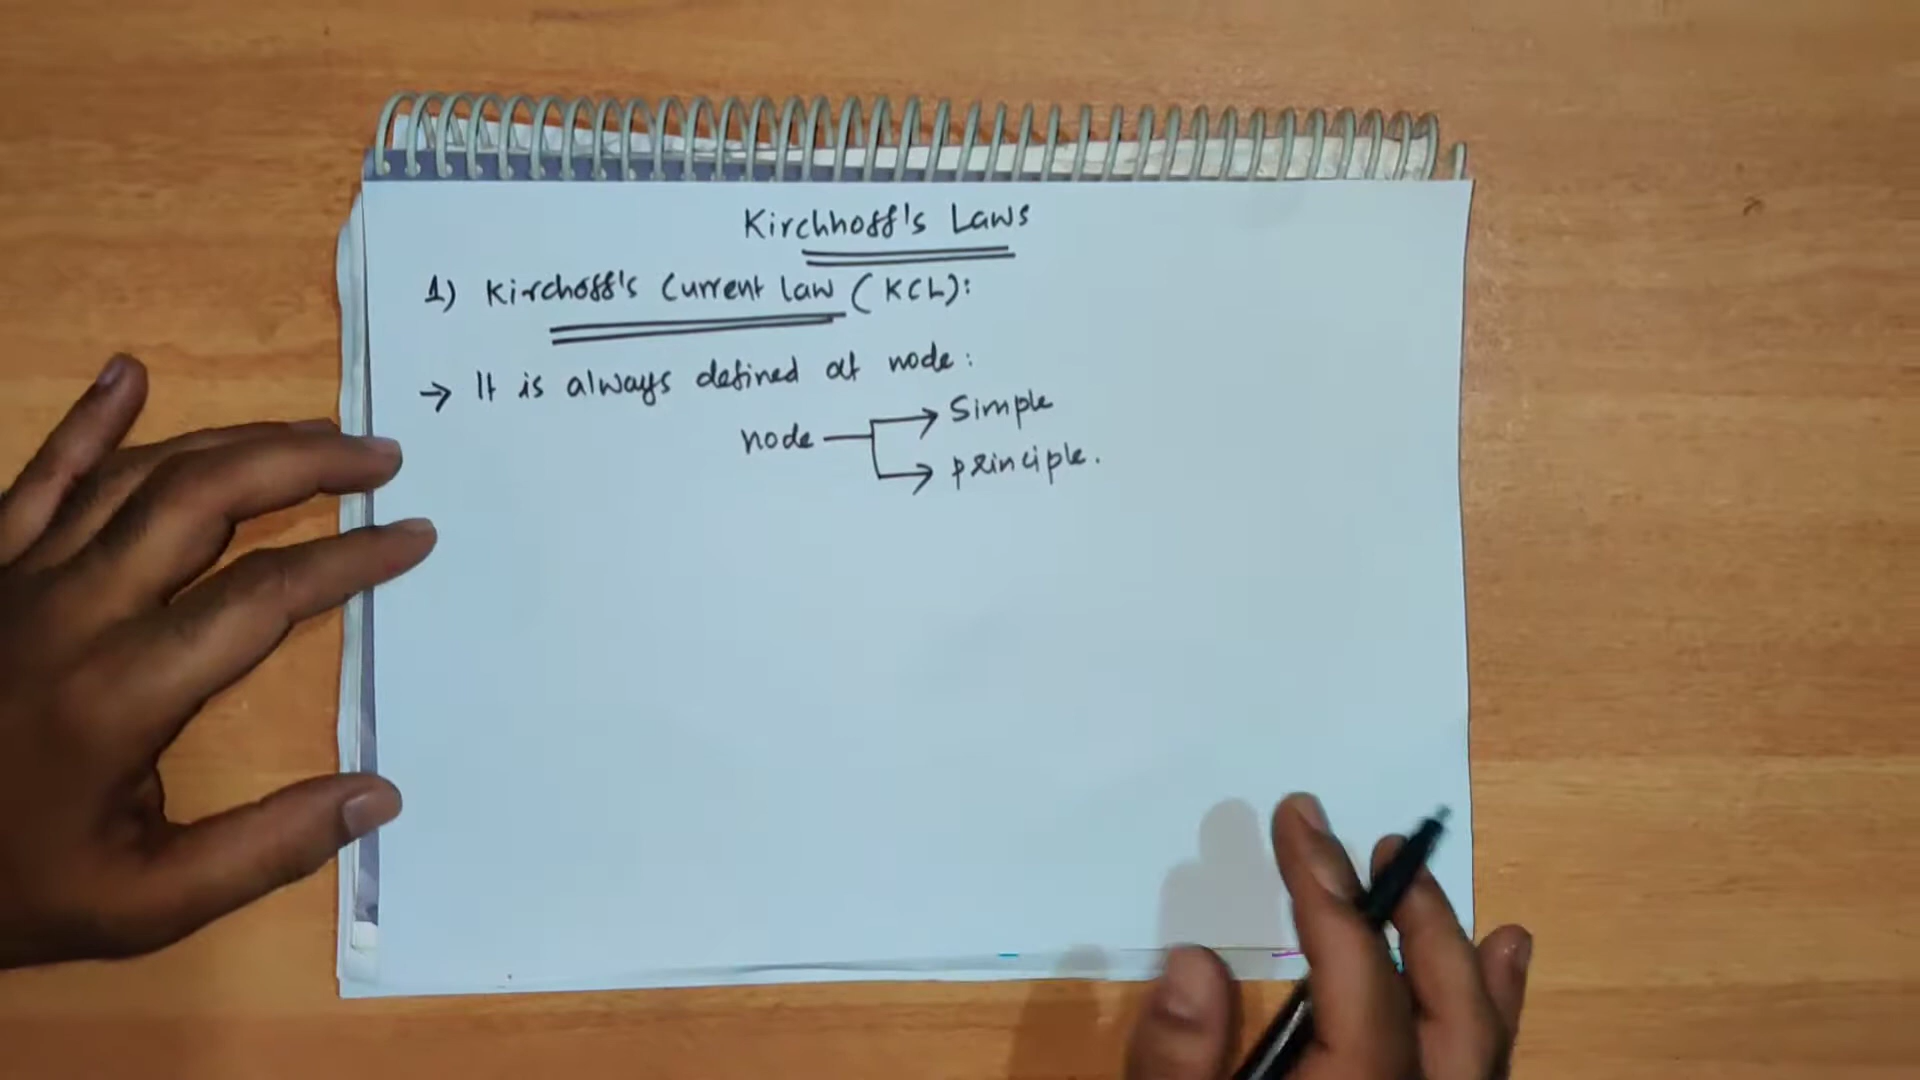 Kirchhoff's Laws
1) Kirchoff's Current law (KCL):
→ It is always defined at node:
Simple
node
principle.